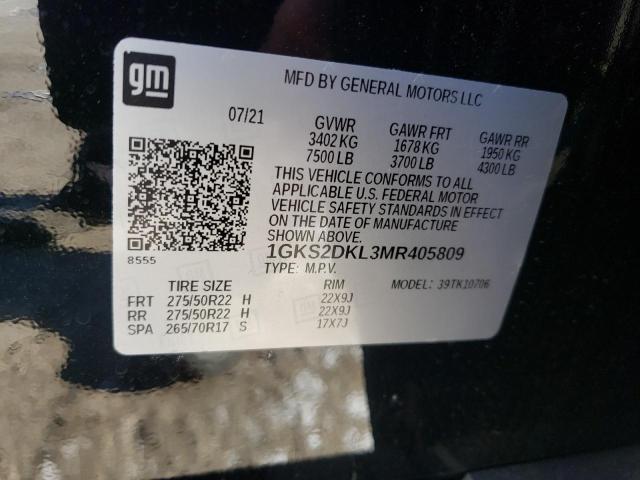 gm
MFD BY GENERAL MOTORS LLC
07/21
GVWR GAWR FRT GAWR RR
3402 KG 1678 KG 1950 KG
7500 LB 3700 LB 4300 LB
THIS VEHICLE CONFORMS TO ALL
APPLICABLE U.S. FEDERAL MOTOR
VEHICLE SAFETY STANDARDS IN EFFECT
ON THE DATE OF MANUFACTURE
SHOWN ABOVE.
8555
1GKS2DKL3MR405809
TYPE: M.P.V. MODEL: 39TK10706
TIRE SIZE RIM
FRT 275/50R22 H 22X9J
RR 275/50R22 H 22X9J
SPA 265/70R17 S 17X7J